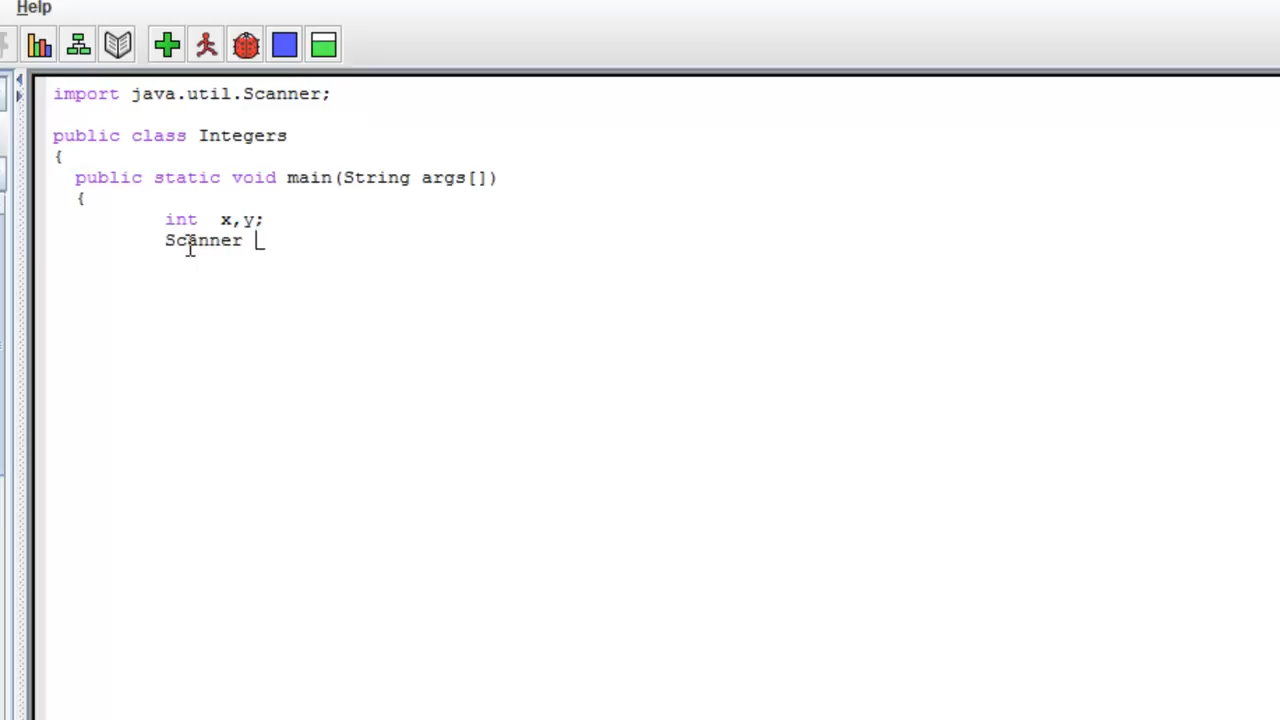 Help
import java.util.Scanner;
public class Integers
{
public static void main(String args[])
{
int  x,y;
Scanner